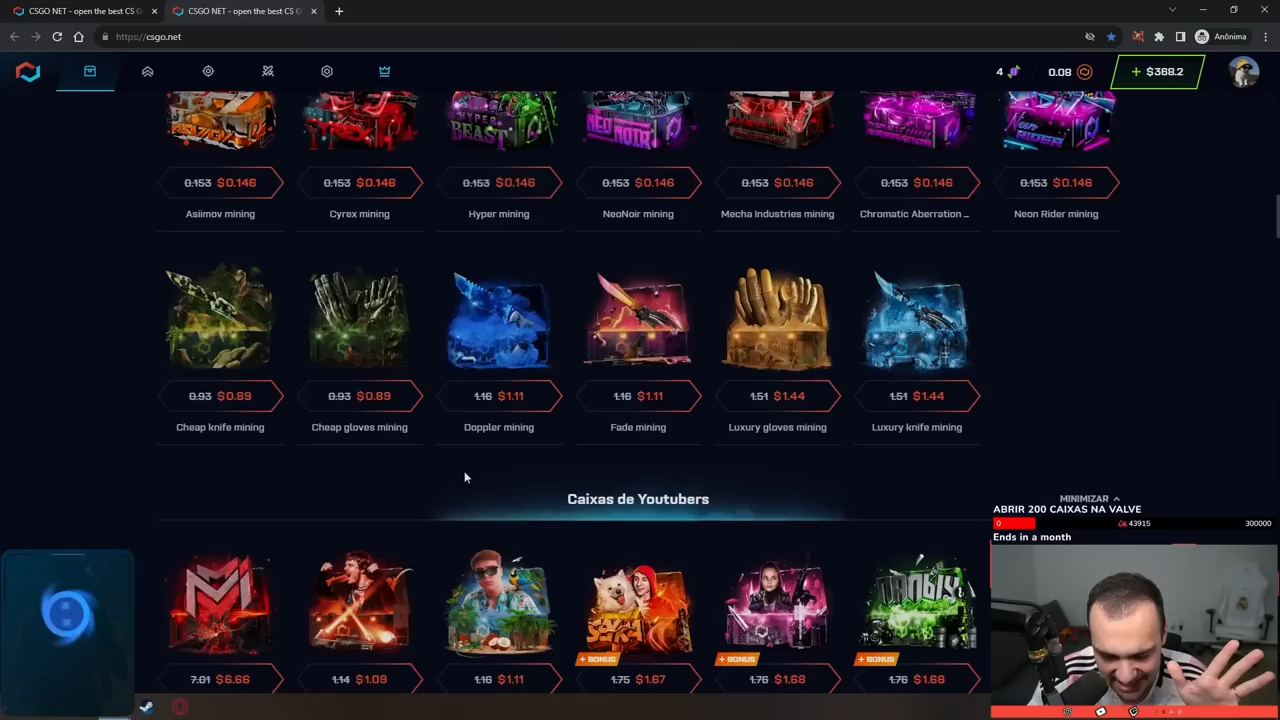 CSGO NET - open the best CS G
CSGO NET - open the best CS G
https://csgo.net
Anônima
4
0.08
+ $368.2
HYPER
BEAST
NEO NOIR
NEON
RIDER
0.153 $0.146
0.153 $0.146
0.153 $0.146
0.153 $0.146
0.153 $0.146
0.153 $0.146
0.153 $0.146
Asiimov mining
Cyrex mining
Hyper mining
NeoNoir mining
Mecha Industries mining
Chromatic Aberration ...
Neon Rider mining
0.93 $0.89
0.93 $0.89
1.16 $1.11
1.16 $1.11
1.51 $1.44
1.51 $1.44
Cheap knife mining
Cheap gloves mining
Doppler mining
Fade mining
Luxury gloves mining
Luxury knife mining
Caixas de Youtubers
MINIMIZAR
ABRIR 200 CAIXAS NA VALVE
0
43915
300000
Ends in a month
+ BONUS
+ BONUS
+ BONUS
7.01 $6.66
1.14 $1.09
1.16 $1.11
1.75 $1.67
1.76 $1.68
1.76 $1.68